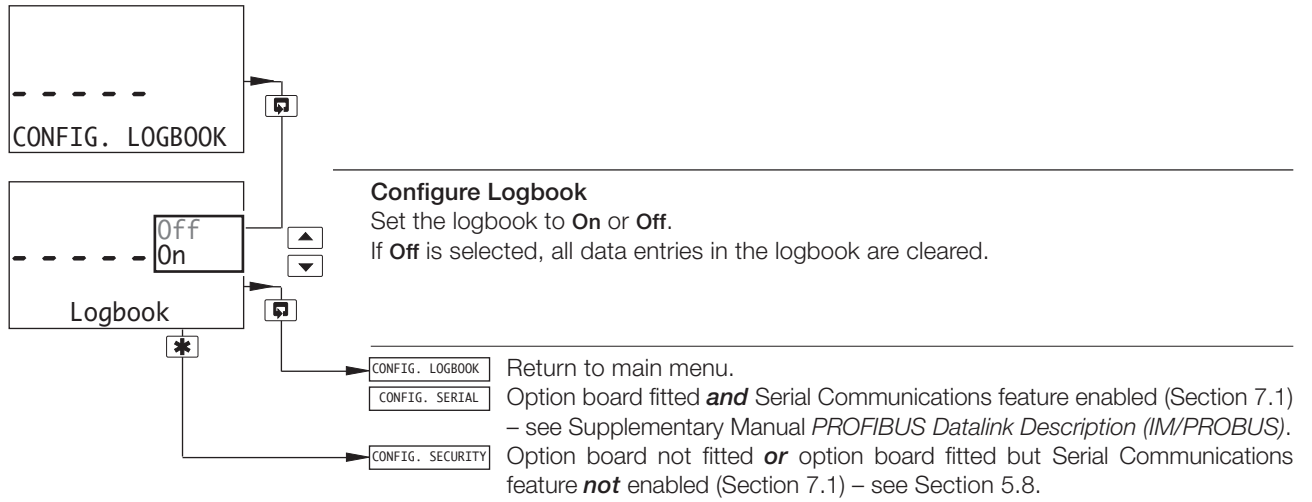 CONFIG. LOGBOOK
Configure Logbook
Set the logbook to On or Off.
If Off is selected, all data entries in the logbook are cleared.
Off
On
Logbook
CONFIG. LOGBOOK Return to main menu.
CONFIG. SERIAL Option board fitted and Serial Communications feature enabled (Section 7.1)
– see Supplementary Manual PROFIBUS Datalink Description (IM/PROBUS).
CONFIG. SECURITY Option board not fitted or option board fitted but Serial Communications
feature not enabled (Section 7.1) – see Section 5.8.